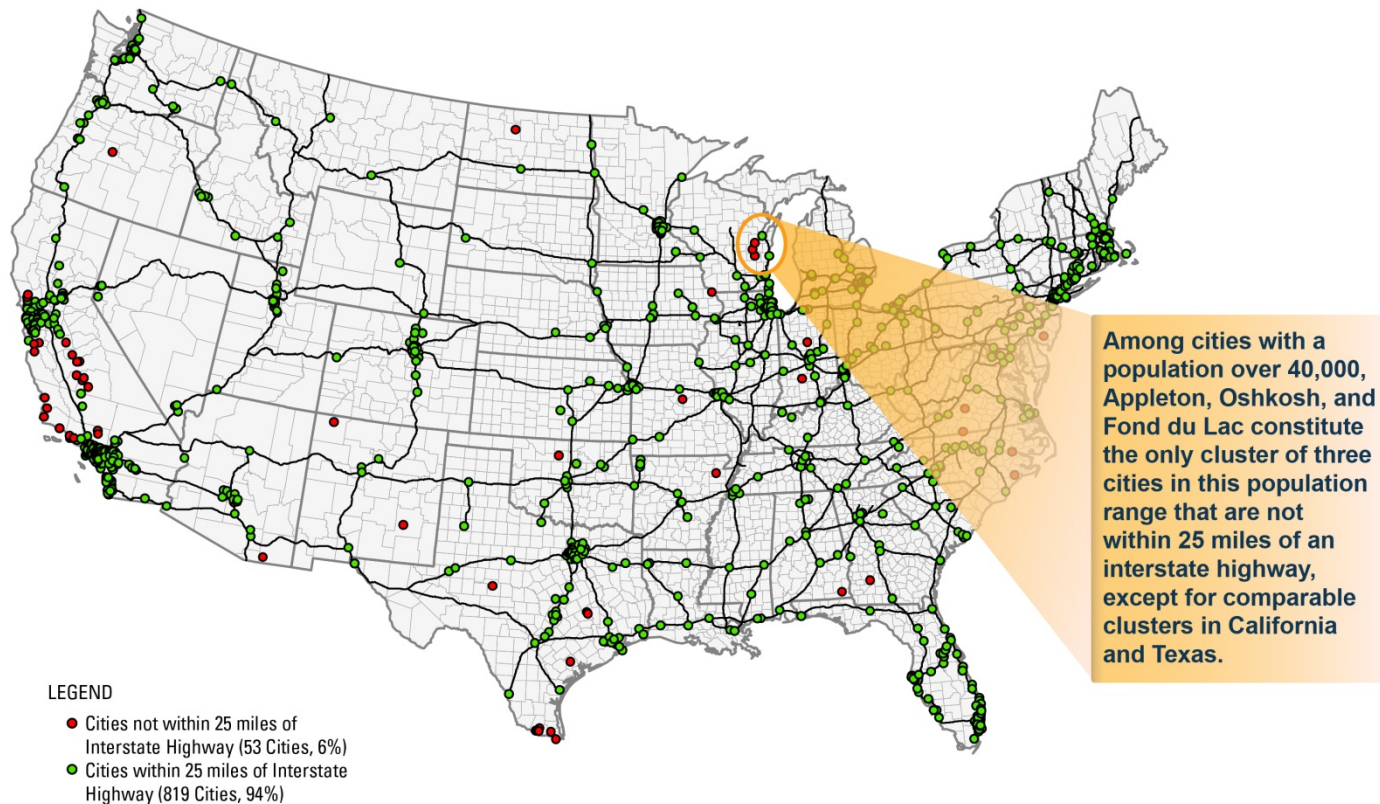 Among cities with a
population over 40,000,
Appleton, Oshkosh, and
Fond du Lac constitute
the only cluster of three
cities in this population
range that are not
within 25 miles of an
interstate highway,
except for comparable
clusters in California
and Texas.
LEGEND
Cities not within 25 miles of
Interstate Highway (53 Cities, 6%)
Cities within 25 miles of Interstate
Highway (819 Cities, 94%)